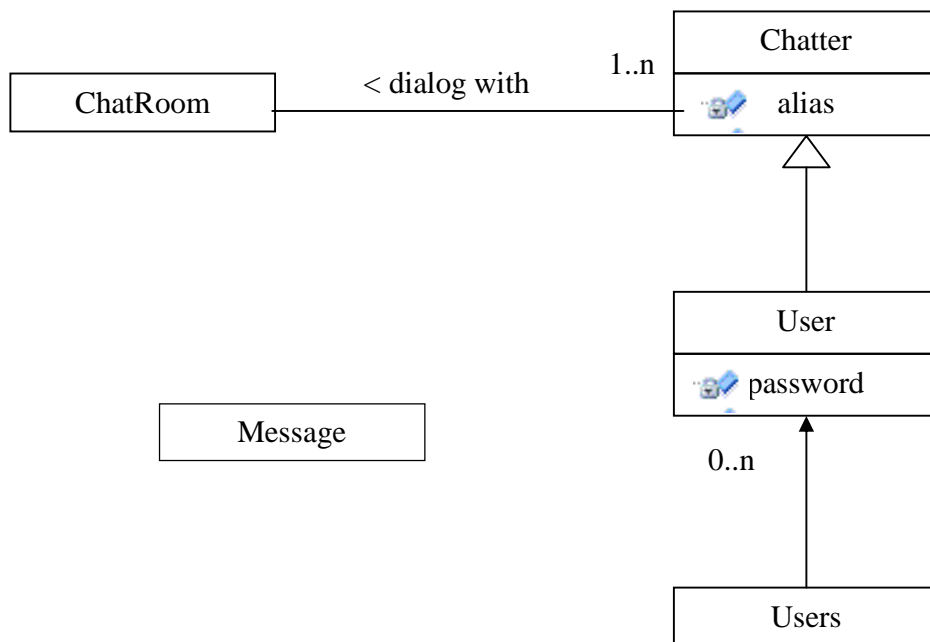 Chatter
1..n
< dialog with
ChatRoom
alias
User
password
Message
0..n
Users